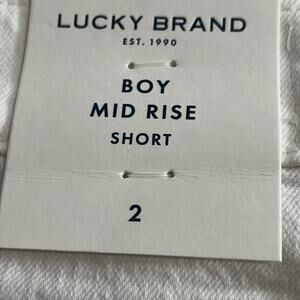 LUCKY BRAND
EST. 1990
BOY
MID RISE
SHORT
2